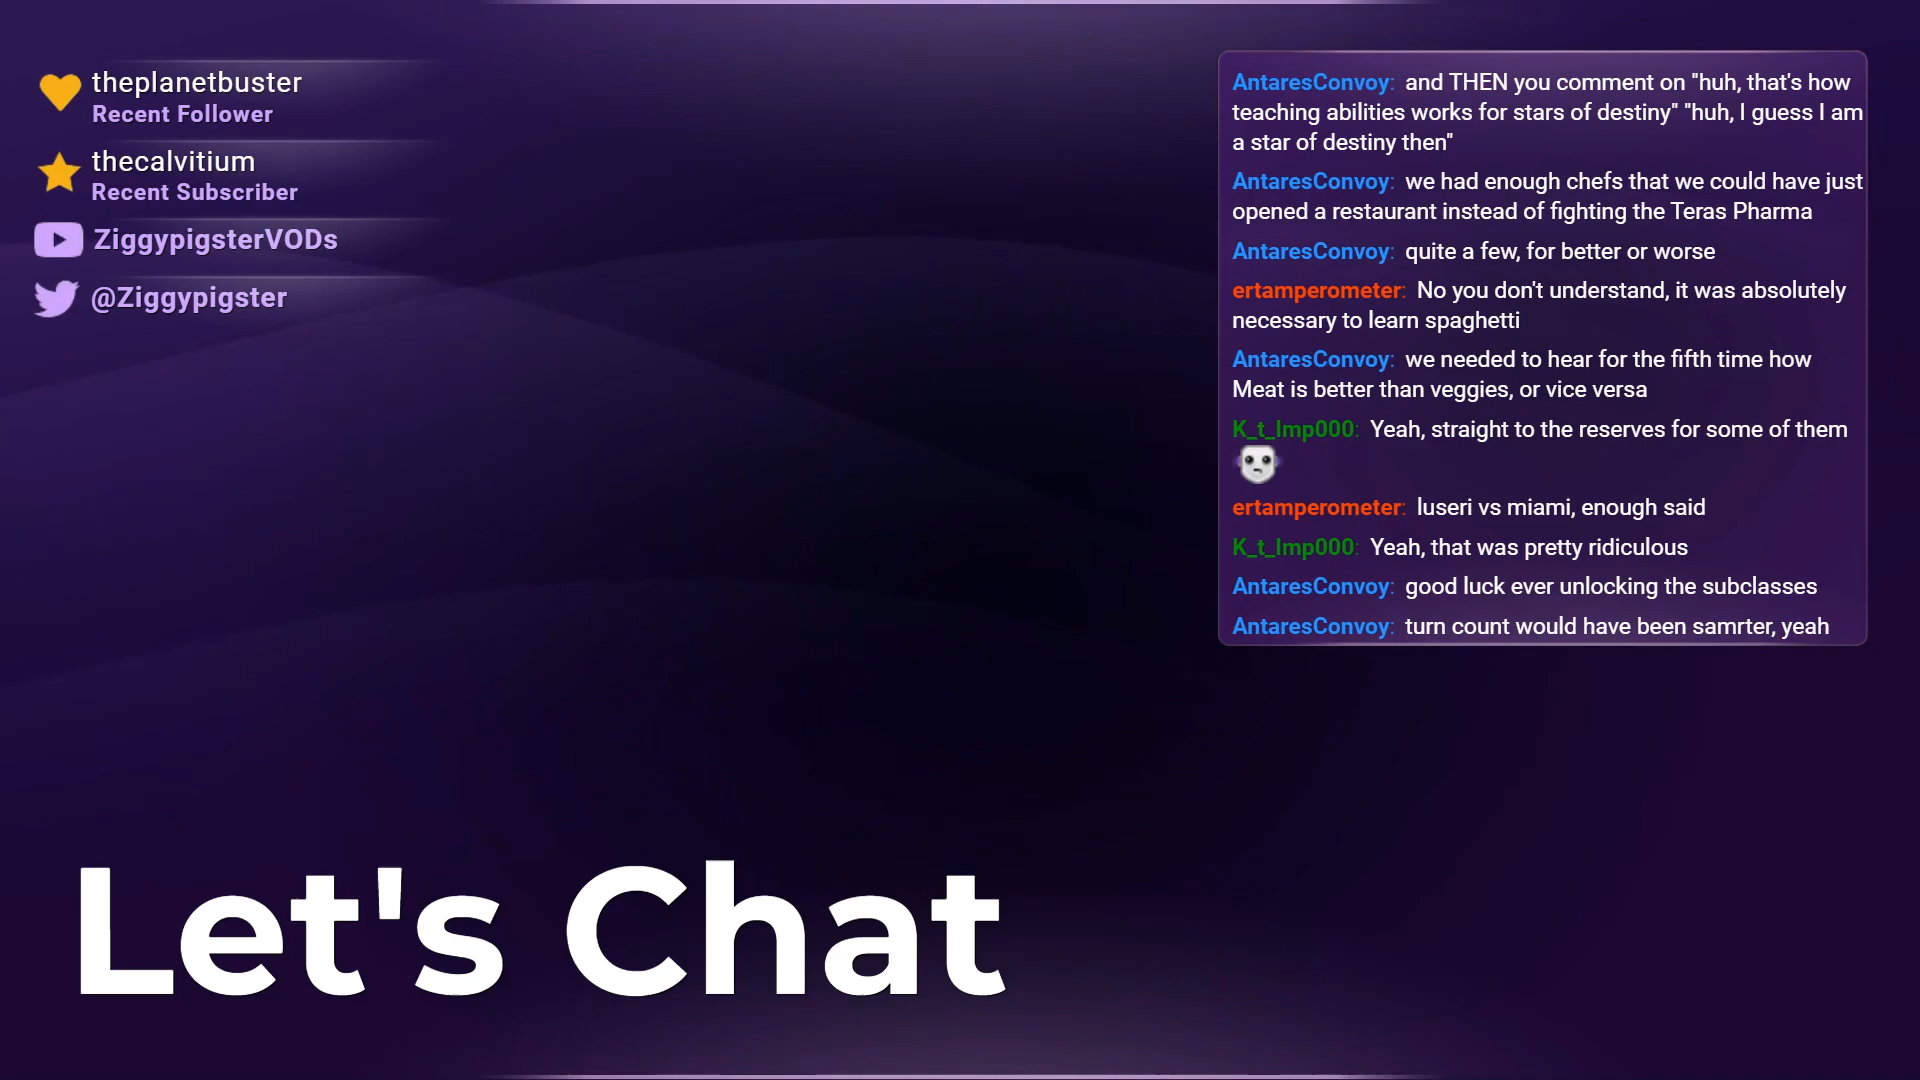 theplanetbuster
Recent Follower
thecalvitium
Recent Subscriber
ZiggypigsterVODs
@Ziggypigster
AntaresConvoy: and THEN you comment on "huh, that's how
teaching abilities works for stars of destiny" "huh, I guess I am
a star of destiny then"
AntaresConvoy: we had enough chefs that we could have just
opened a restaurant instead of fighting the Teras Pharma
AntaresConvoy: quite a few, for better or worse
ertamperometer: No you don't understand, it was absolutely
necessary to learn spaghetti
AntaresConvoy: we needed to hear for the fifth time how
Meat is better than veggies, or vice versa
K_t_Imp000: Yeah, straight to the reserves for some of them
ertamperometer: luseri vs miami, enough said
K_t_Imp000: Yeah, that was pretty ridiculous
AntaresConvoy: good luck ever unlocking the subclasses
AntaresConvoy: turn count would have been samrter, yeah
Let's Chat